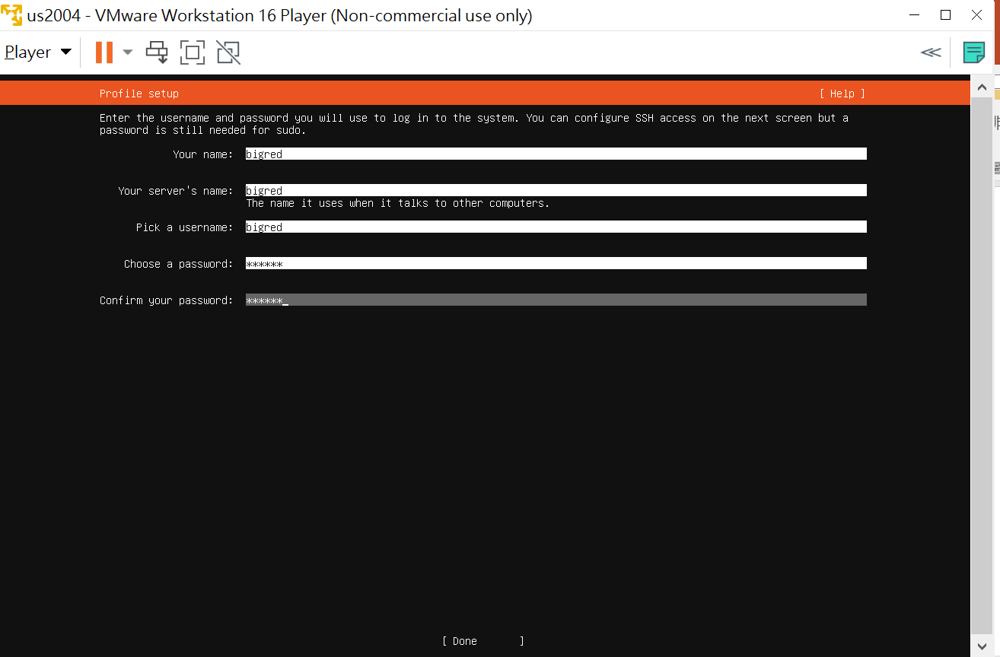 us2004 - VMware Workstation 16 Player (Non-commercial use only)
Player
Profile setup [ Help ]
Enter the username and password you will use to log in to the system. You can configure SSH access on the next screen but a
password is still needed for sudo.
Your name: bigred
Your server's name: bigred
The name it uses when it talks to other computers.
Pick a username: bigred
Choose a password: ******
Confirm your password: ******_
[ Done ]